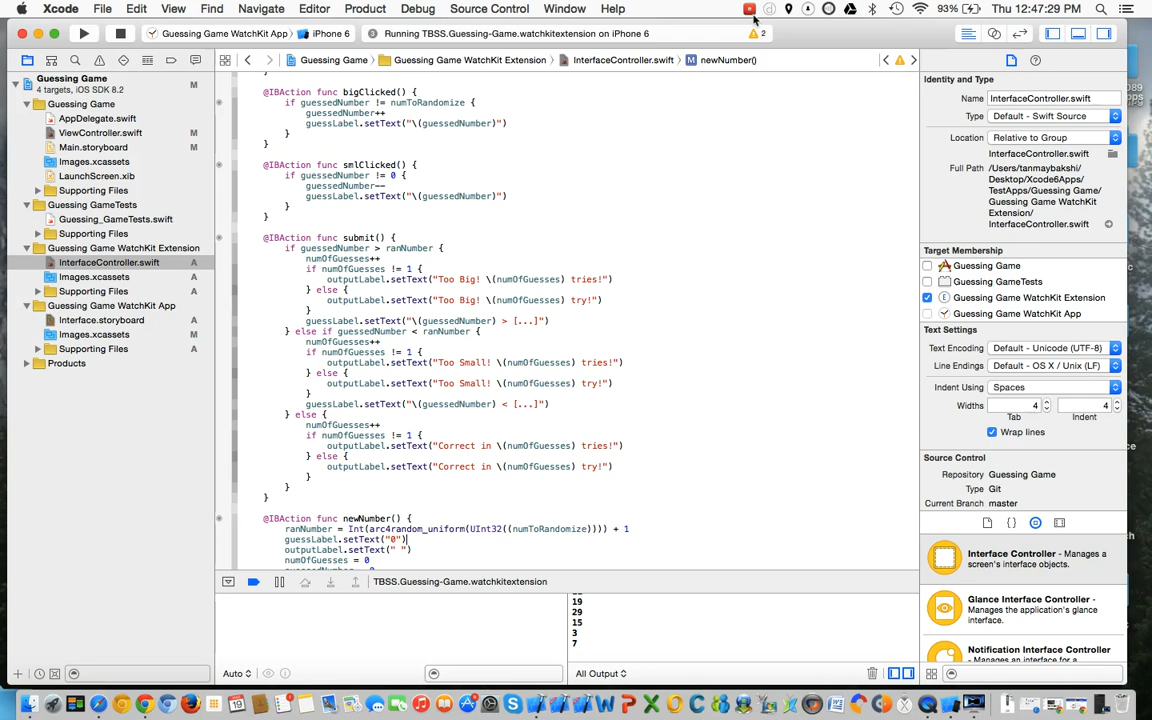 Xcode File Edit View Find Navigate Editor Product Debug Source Control Window Help 93% Thu 12:47:29 PM
Guessing Game WatchKit App iPhone 6 Running TBSS.Guessing-Game.watchkitextension on iPhone 6 2
Guessing Game Guessing Game WatchKit Extension InterfaceController.swift M newNumber()
Guessing Game M
4 targets, iOS SDK 8.2
Guessing Game
AppDelegate.swift
ViewController.swift M
Main.storyboard M
Images.xcassets
LaunchScreen.xib
Supporting Files
Guessing GameTests
Guessing_GameTests.swift
Supporting Files
Guessing Game WatchKit Extension
InterfaceController.swift A
Images.xcassets A
Supporting Files A
Guessing Game WatchKit App
Interface.storyboard A
Images.xcassets M
Supporting Files A
Products
@IBAction func bigClicked() {
if guessedNumber != numToRandomize {
guessedNumber++
guessLabel.setText("\(guessedNumber)")
}
}
@IBAction func smlClicked() {
if guessedNumber != 0 {
guessedNumber--
guessLabel.setText("\(guessedNumber)")
}
}
@IBAction func submit() {
if guessedNumber > ranNumber {
numOfGuesses++
if numOfGuesses != 1 {
outputLabel.setText("Too Big! \(numOfGuesses) tries!")
} else {
outputLabel.setText("Too Big! \(numOfGuesses) try!")
}
guessLabel.setText("\(guessedNumber) > [...]")
} else if guessedNumber < ranNumber {
numOfGuesses++
if numOfGuesses != 1 {
outputLabel.setText("Too Small! \(numOfGuesses) tries!")
} else {
outputLabel.setText("Too Small! \(numOfGuesses) try!")
}
guessLabel.setText("\(guessedNumber) < [...]")
} else {
numOfGuesses++
if numOfGuesses != 1 {
outputLabel.setText("Correct in \(numOfGuesses) tries!")
} else {
outputLabel.setText("Correct in \(numOfGuesses) try!")
}
}
}
@IBAction func newNumber() {
ranNumber = Int(arc4random_uniform(UInt32((numToRandomize)))) + 1
guessLabel.setText("0")
outputLabel.setText(" ")
numOfGuesses = 0
TBSS.Guessing-Game.watchkitextension
19
29
15
3
7
Auto All Output
Identity and Type
Name InterfaceController.swift
Type Default - Swift Source
Location Relative to Group
InterfaceController.swift
Full Path /Users/tanmaybakshi/
Desktop/Xcode6Apps/
TestApps/Guessing Game/
Guessing Game WatchKit
Extension/
InterfaceController.swift
Target Membership
Guessing Game
Guessing GameTests
E Guessing Game WatchKit Extension
Guessing Game WatchKit App
Text Settings
Text Encoding Default - Unicode (UTF-8)
Line Endings Default - OS X / Unix (LF)
Indent Using Spaces
Widths 4 4
Tab Indent
Wrap lines
Source Control
Repository Guessing Game
Type Git
Current Branch master
Interface Controller - Manages a
screen's interface objects.
Glance Interface Controller -
Manages the application's glance
interface.
Notification Interface Controller
- Manages an interface for a